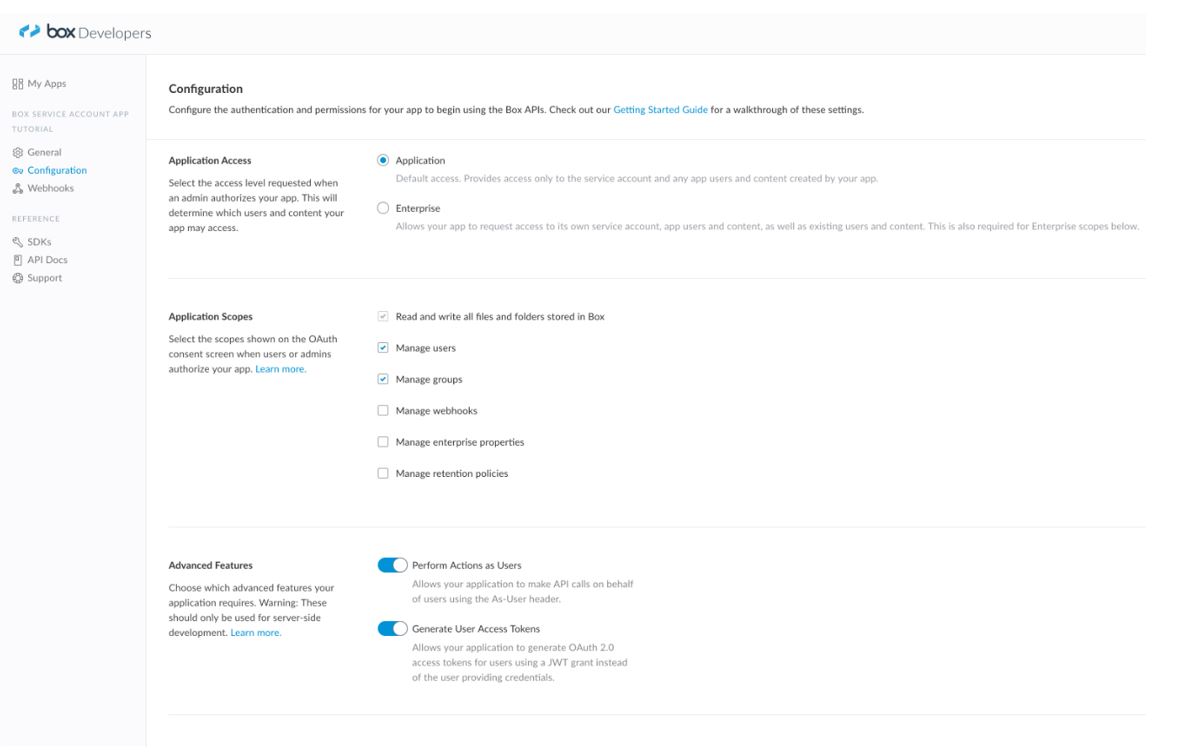 box Developers
My Apps
BOX SERVICE ACCOUNT APP
TUTORIAL
General
Configuration
Webhooks
REFERENCE
SDKs
API Docs
Support
Configuration
Configure the authentication and permissions for your app to begin using the Box APIs. Check out our Getting Started Guide for a walkthrough of these settings.
Application Access
Select the access level requested when
an admin authorizes your app. This will
determine which users and content your
app may access.
Application
Default access. Provides access only to the service account and any app users and content created by your app.
Enterprise
Allows your app to request access to its own service account, app users and content, as well as existing users and content. This is also required for Enterprise scopes below.
Application Scopes
Select the scopes shown on the OAuth
consent screen when users or admins
authorize your app. Learn more.
Read and write all files and folders stored in Box
Manage users
Manage groups
Manage webhooks
Manage enterprise properties
Manage retention policies
Advanced Features
Choose which advanced features your
application requires. Warning: These
should only be used for server-side
development. Learn more.
Perform Actions as Users
Allows your application to make API calls on behalf
of users using the As-User header.
Generate User Access Tokens
Allows your application to generate OAuth 2.0
access tokens for users using a JWT grant instead
of the user providing credentials.